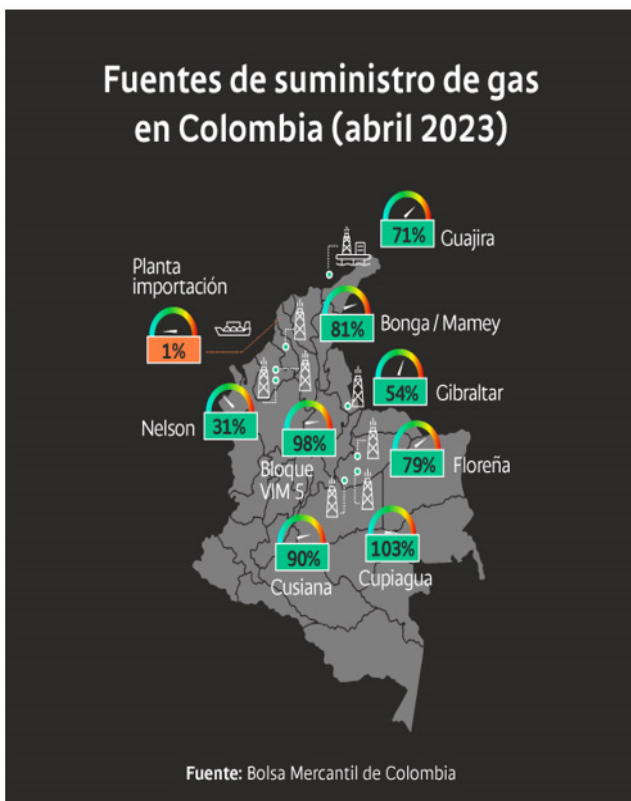 Fuentes de suministro de gas
en Colombia (abril 2023)
71%
Guajira
Planta
importación
1%
81%
Bonga / Mamey
54%
Gibraltar
Nelson
31%
98%
Bloque
VIM 5
79%
Floreña
90%
Cusiana
103%
Cupiagua
Fuente: Bolsa Mercantil de Colombia